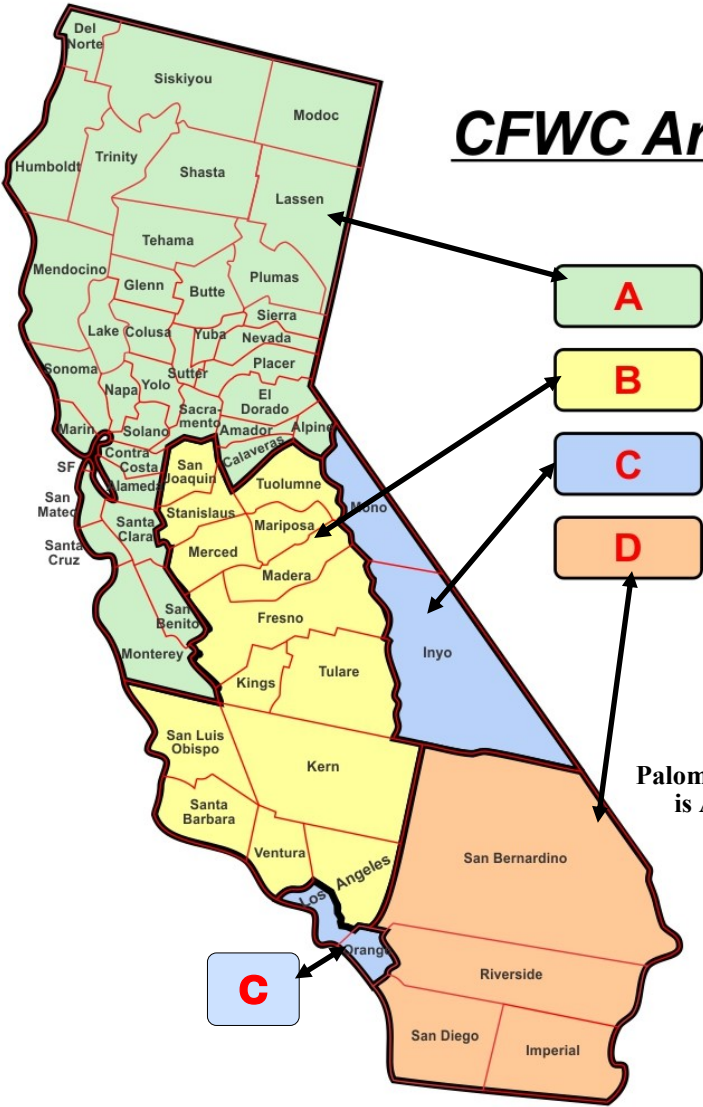 CFWC Ar
Del
Norte
Siskiyou
Modoc
Humboldt
Trinity
Shasta
Lassen
Tehama
Mendocino
Glenn
Butte
Plumas
Lake
Colusa
Yuba
Sierra
Nevada
Sutter
Placer
Sonoma
Napa
Yolo
Sacra-
mento
El
Dorado
Marin
Solano
Amador
Alpine
Calaveras
SF
Contra
Costa
Alameda
San
Joaquin
Tuolumne
San
Mateo
Santa
Clara
Stanislaus
Mariposa
Mono
Santa
Cruz
Merced
Madera
San
Benito
Fresno
Monterey
Kings
Tulare
Inyo
San Luis
Obispo
Kern
Santa
Barbara
Ventura
Los Angeles
San Bernardino
Orange
Riverside
San Diego
Imperial
A
B
C
D
Palom
is A
C